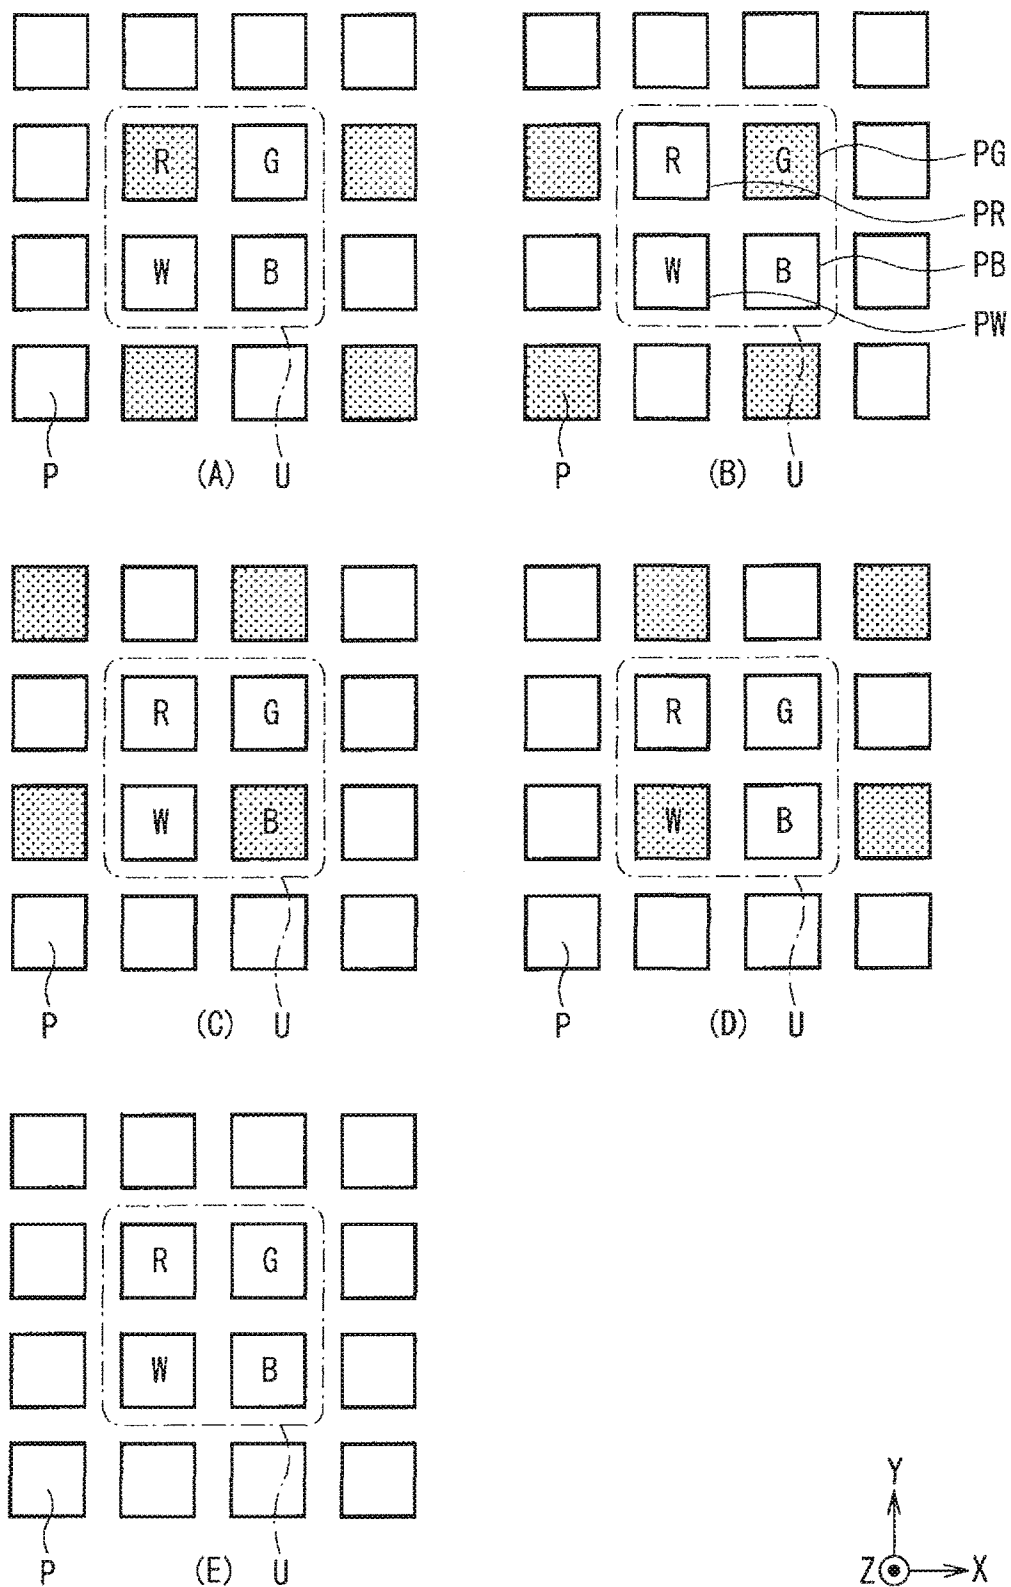 R G R G PG
PR
W B W B PB
PW
P (A) U P (B) U
R G R G
W B W B
P (C) U P (D) U
R G
W B
Y
P (E) U Z X